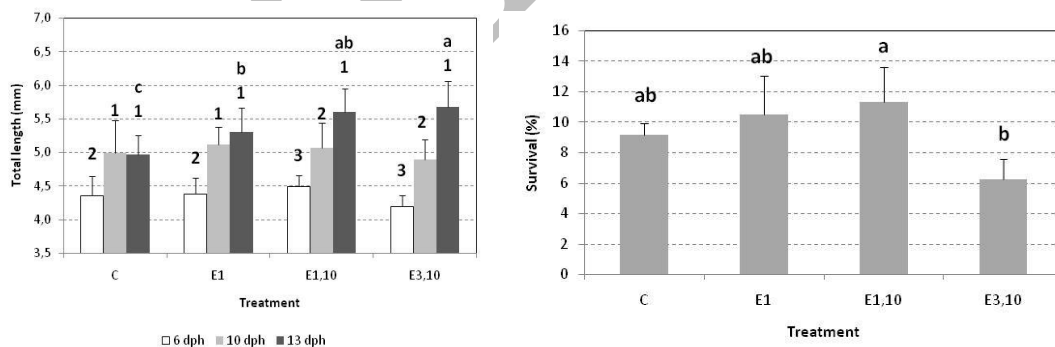 7,0
6,5
6,0
5,5
5,0
4,5
4,0
3,5
Total length (mm)
2 1 c 1
2 1 b 1
3 2 ab 1
3 2 a 1
C E1 E1,10 E3,10
Treatment
6 dph 10 dph 13 dph
16
14
12
10
8
6
4
2
0
Survival (%)
ab ab a b
C E1 E1,10 E3,10
Treatment